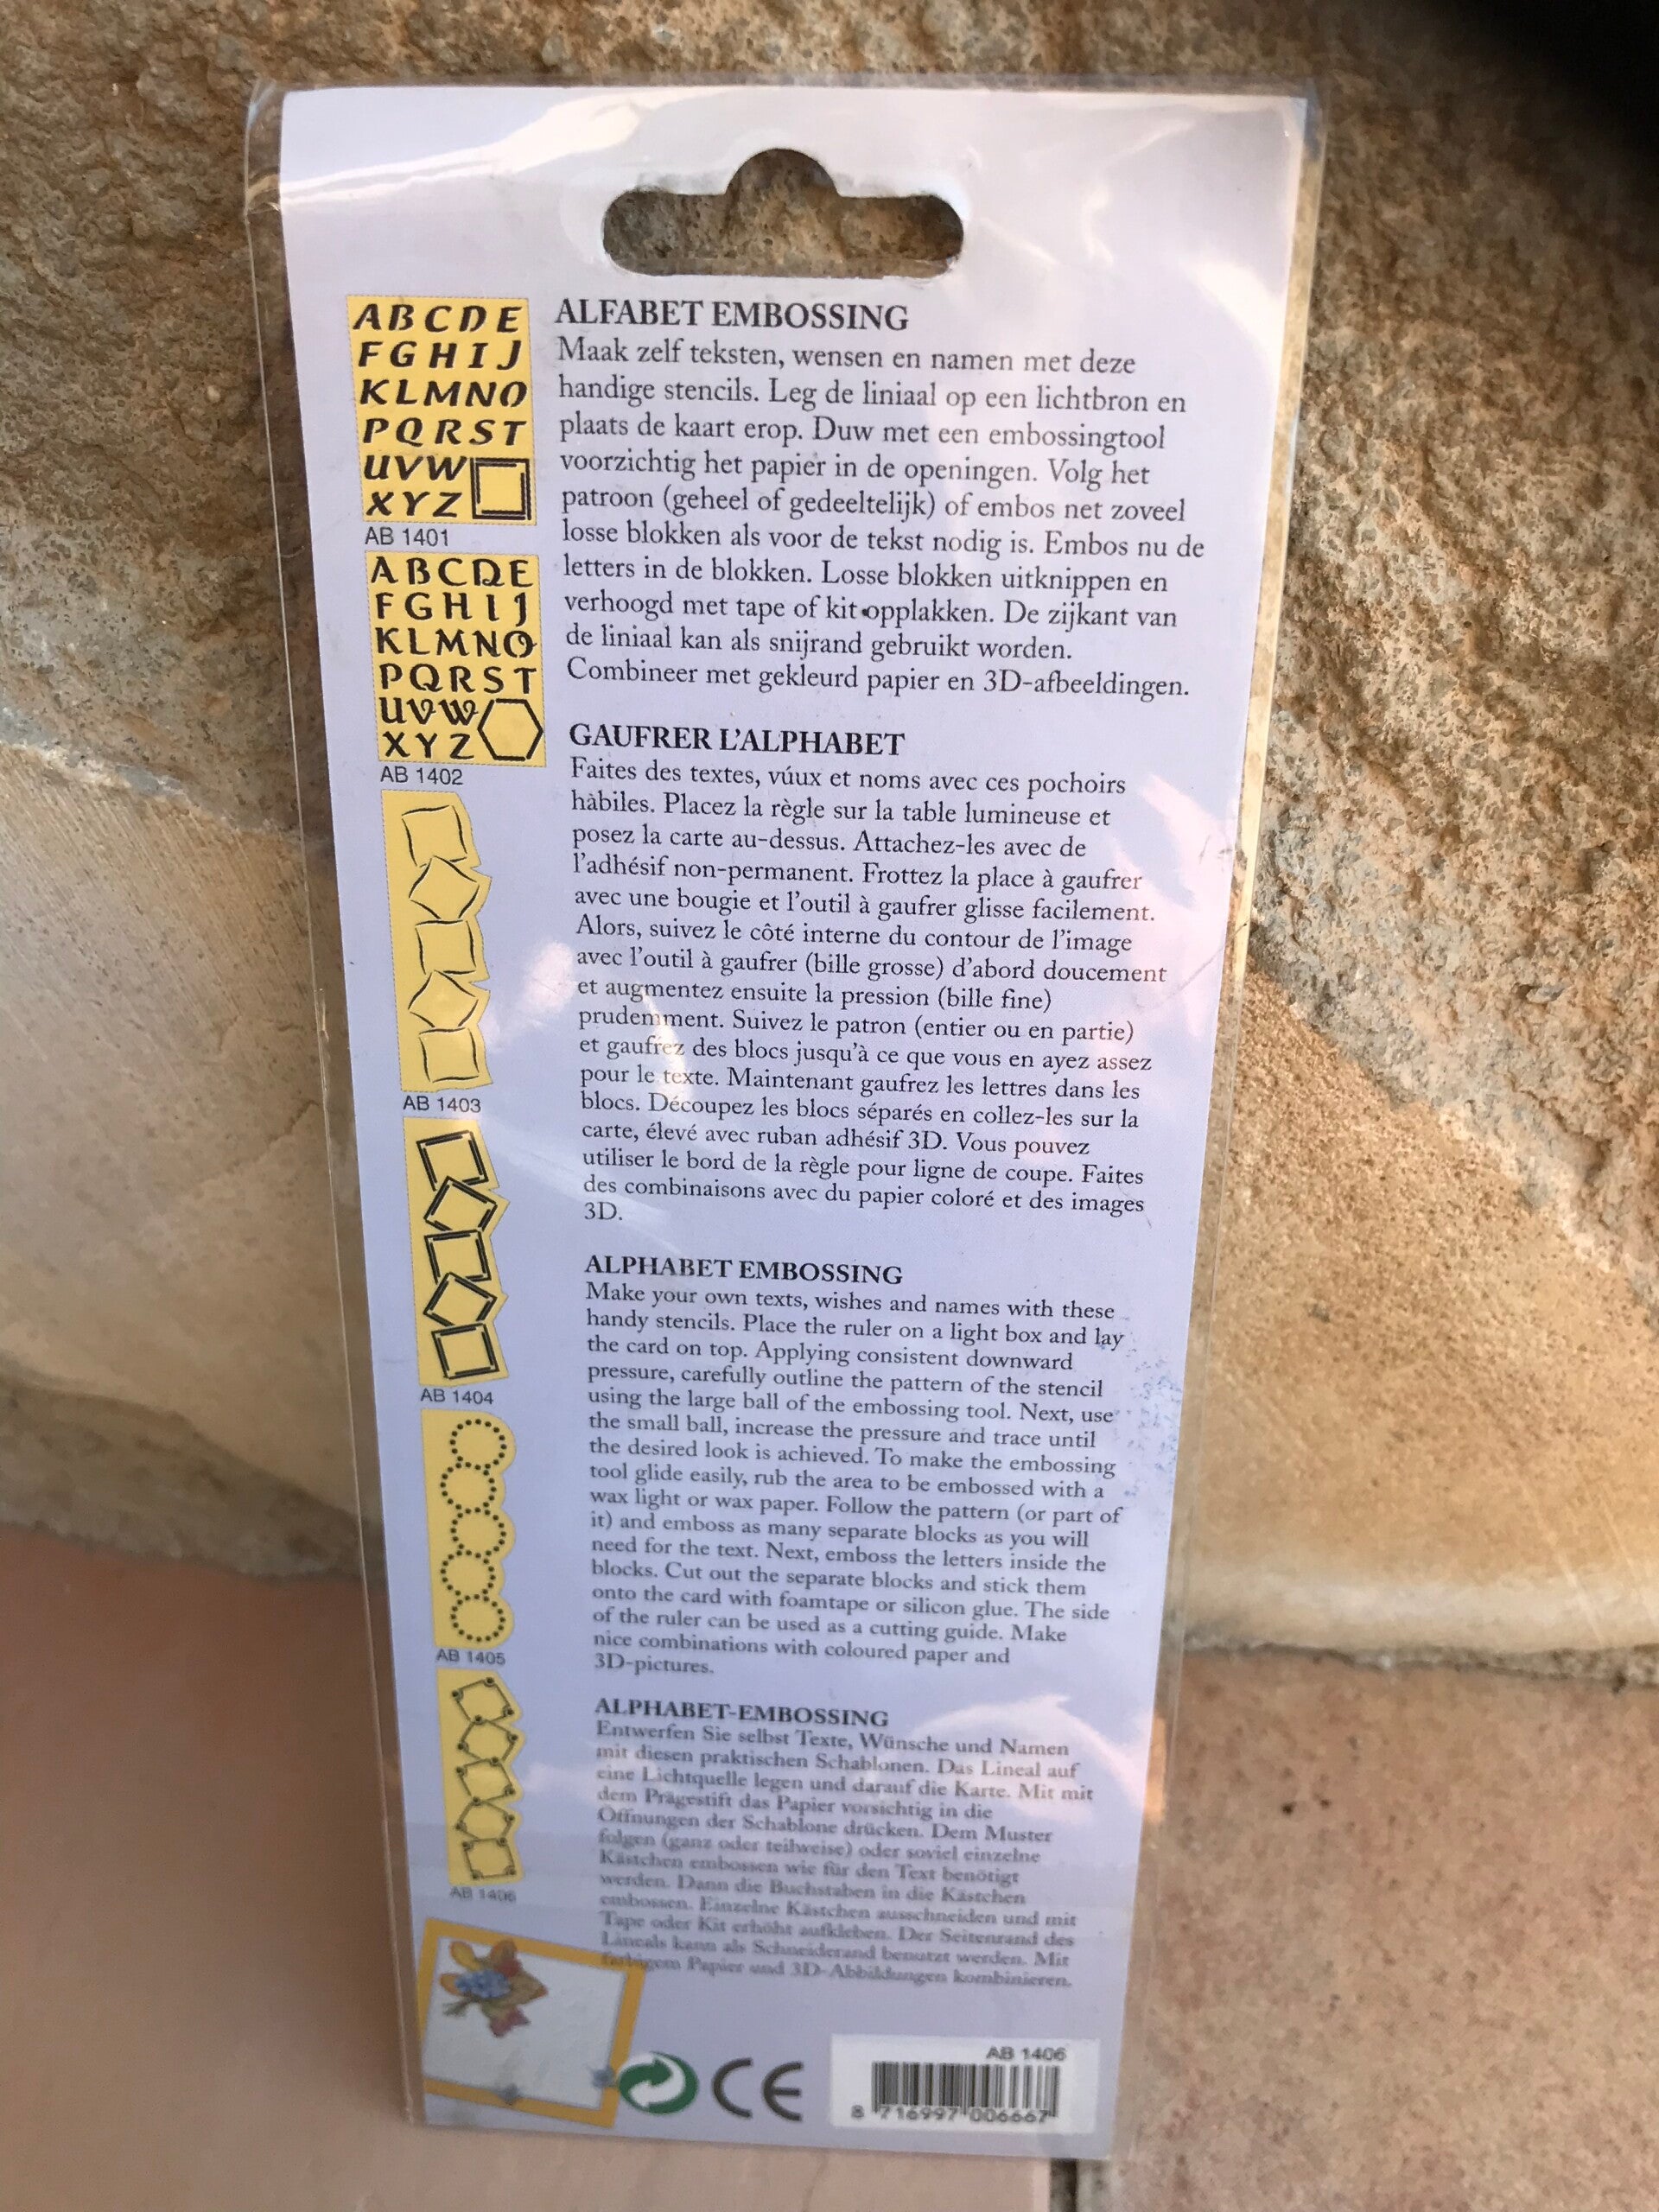 ABCDE
FGHIJ
KLMNO
PQRST
UVW
XYZ
AB 1401
ABCDE
FGHIJ
KLMNO
PQRST
UVW
XYZ
AB 1402
AB 1403
AB 1404
AB 1405
AB 1406
ALFABET EMBOSSING
Maak zelf teksten, wensen en namen met deze
handige stencils. Leg de liniaal op een lichtbron en
plaats de kaart erop. Duw met een embossingtool
voorzichtig het papier in de openingen. Volg het
patroon (geheel of gedeeltelijk) of embos net zoveel
losse blokken als voor de tekst nodig is. Embos nu de
letters in de blokken. Losse blokken uitknippen en
verhoogd met tape of kit opplakken. De zijkant van
de liniaal kan als snijrand gebruikt worden.
Combineer met gekleurd papier en 3D-afbeeldingen.
GAUFRER L'ALPHABET
Faites des textes, vúux et noms avec ces pochoirs
hàbiles. Placez la règle sur la table lumineuse et
posez la carte au-dessus. Attachez-les avec de
l'adhésif non-permanent. Frottez la place à gaufrer
avec une bougie et l'outil à gaufrer glisse facilement.
Alors, suivez le côté interne du contour de l'image
avec l'outil à gaufrer (bille grosse) d'abord doucement
et augmentez ensuite la pression (bille fine)
prudemment. Suivez le patron (entier ou en partie)
et gaufrez des blocs jusqu'à ce que vous en ayez assez
pour le texte. Maintenant gaufrez les lettres dans les
blocs. Découpez les blocs séparés en collez-les sur la
carte, élevé avec ruban adhésif 3D. Vous pouvez
utiliser le bord de la règle pour ligne de coupe. Faites
des combinaisons avec du papier coloré et des images
3D.
ALPHABET EMBOSSING
Make your own texts, wishes and names with these
handy stencils. Place the ruler on a light box and lay
the card on top. Applying consistent downward
pressure, carefully outline the pattern of the stencil
using the large ball of the embossing tool. Next, use
the small ball, increase the pressure and trace until
the desired look is achieved. To make the embossing
tool glide easily, rub the area to be embossed with a
wax light or wax paper. Follow the pattern (or part of
it) and emboss as many separate blocks as you will
need for the text. Next, emboss the letters inside the
blocks. Cut out the separate blocks and stick them
onto the card with foamtape or silicon glue. The side
of the ruler can be used as a cutting guide. Make
nice combinations with coloured paper and
3D-pictures.
ALPHABET-EMBOSSING
Entwerfen Sie selbst Texte, Wünsche und Namen
mit diesen praktischen Schablonen. Das Lineal auf
eine Lichtquelle legen und darauf die Karte. Mit mit
dem Prägestift das Papier vorsichtig in die
Öffnungen der Schablone drücken. Dem Muster
folgen (ganz oder teilweise) oder soviel einzelne
Kästchen embossen wie für den Text benötigt
werden. Dann die Buchstaben in die Kästchen
embossen. Einzelne Kästchen ausschneiden und mit
Tape oder Kit erhöht aufkleben. Der Seitenrand des
Lineals kann als Schneiderand benutzt werden. Mit
farbigem Papier und 3D-Abbildungen kombinieren.
CE
AB 1406
8 716997 006667